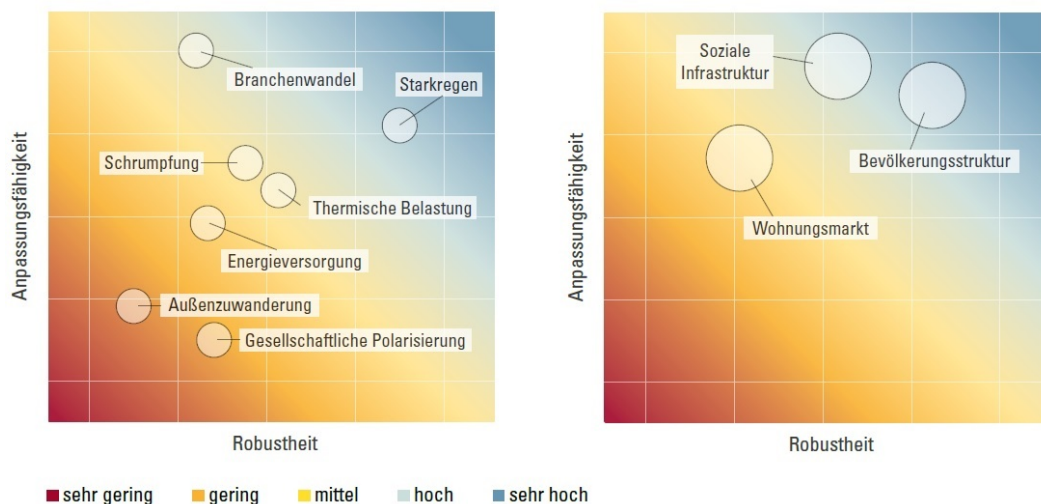 Anpassungsfähigkeit
Branchenwandel
Starkregen
Schrumpfung
Thermische Belastung
Energieversorgung
Außenzuwanderung
Gesellschaftliche Polarisierung
Robustheit
Anpassungsfähigkeit
Soziale
Infrastruktur
Bevölkerungsstruktur
Wohnungsmarkt
Robustheit
sehr gering gering mittel hoch sehr hoch